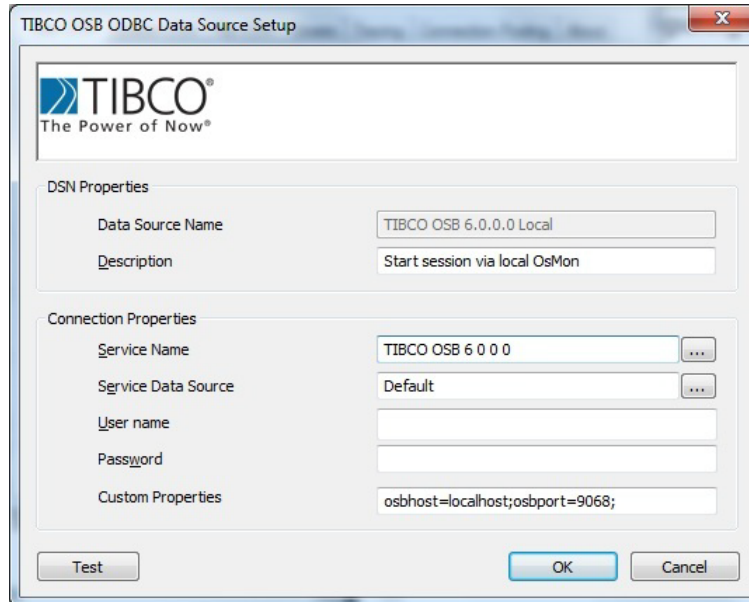 TIBCO OSB ODBC Data Source Setup
TIBCO®
The Power of Now®
DSN Properties
Data Source Name TIBCO OSB 6.0.0.0 Local
Description Start session via local OsMon
Connection Properties
Service Name TIBCO OSB 6 0 0 0 ...
Service Data Source Default ...
User name
Password
Custom Properties osbhost=localhost;osbport=9068;
Test OK Cancel